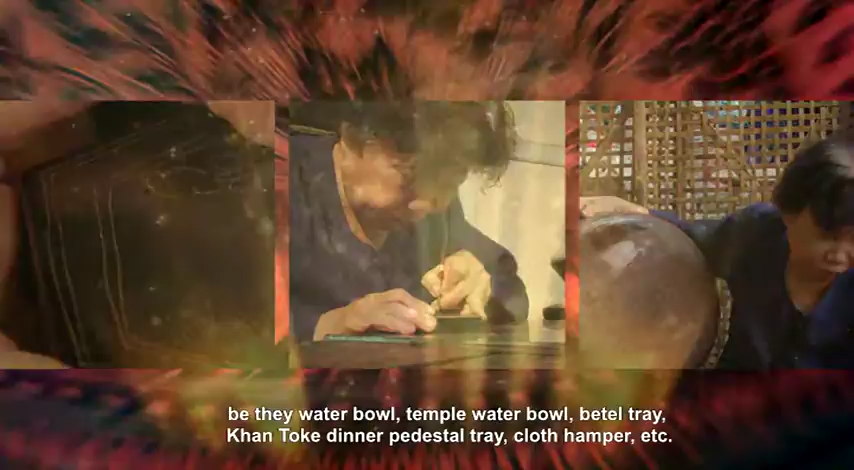 be they water bowl, temple water bowl, betel tray,
Khan Toke dinner pedestal tray, cloth hamper, etc.